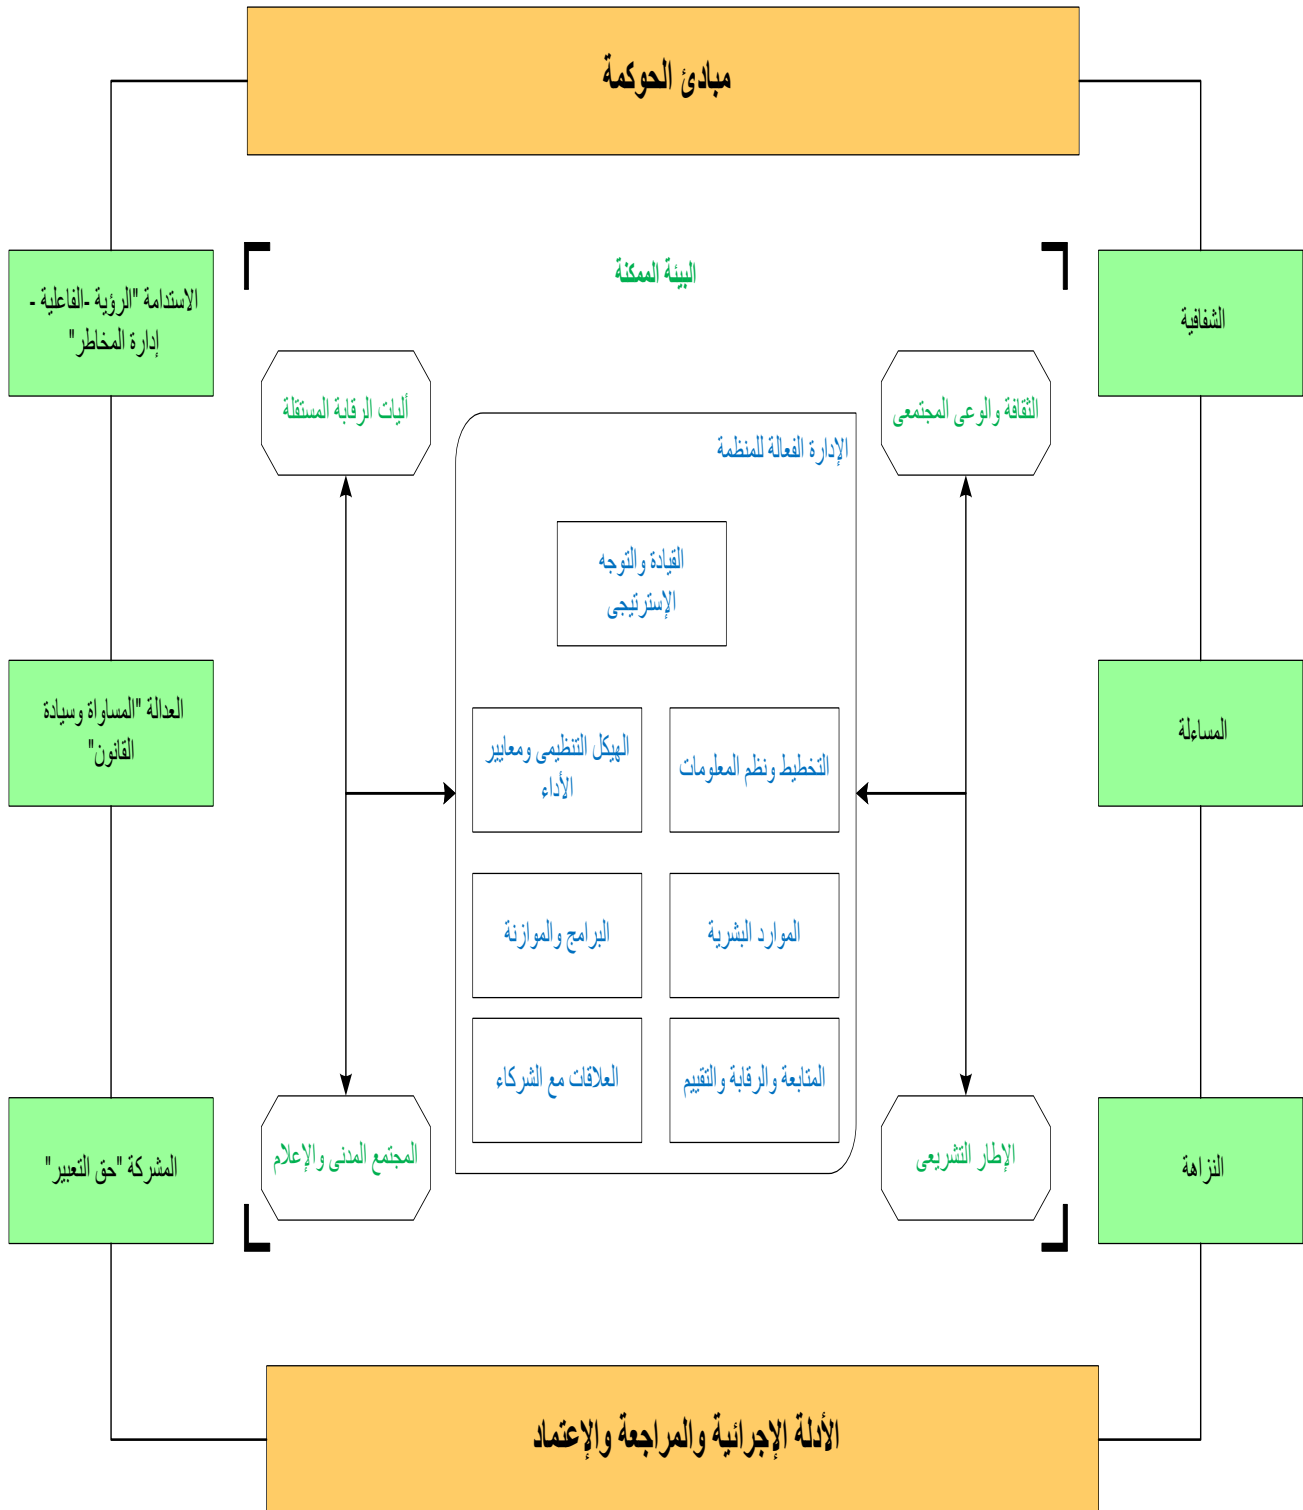 مبادئ الحوكمة
البيئة الممكنة
الشفافية
الاستدامة "الرؤية -الفاعلية -
إدارة المخاطر"
الثقافة والوعى المجتمعى
أليات الرقابة المستقلة
الإدارة الفعالة للمنظمة
القيادة والتوجه
الإسترتيجى
المساءلة
العدالة "المساواة وسيادة
القانون"
التخطيط ونظم المعلومات
الهيكل التنظيمى ومعايير
الأداء
الموارد البشرية
البرامج والموازنة
المتابعة والرقابة والتقييم
العلاقات مع الشركاء
النزاهة
الإطار التشريعى
المجتمع المدنى والإعلام
المشركة "حق التعبير"
الأدلة الإجرائية والمراجعة والإعتماد